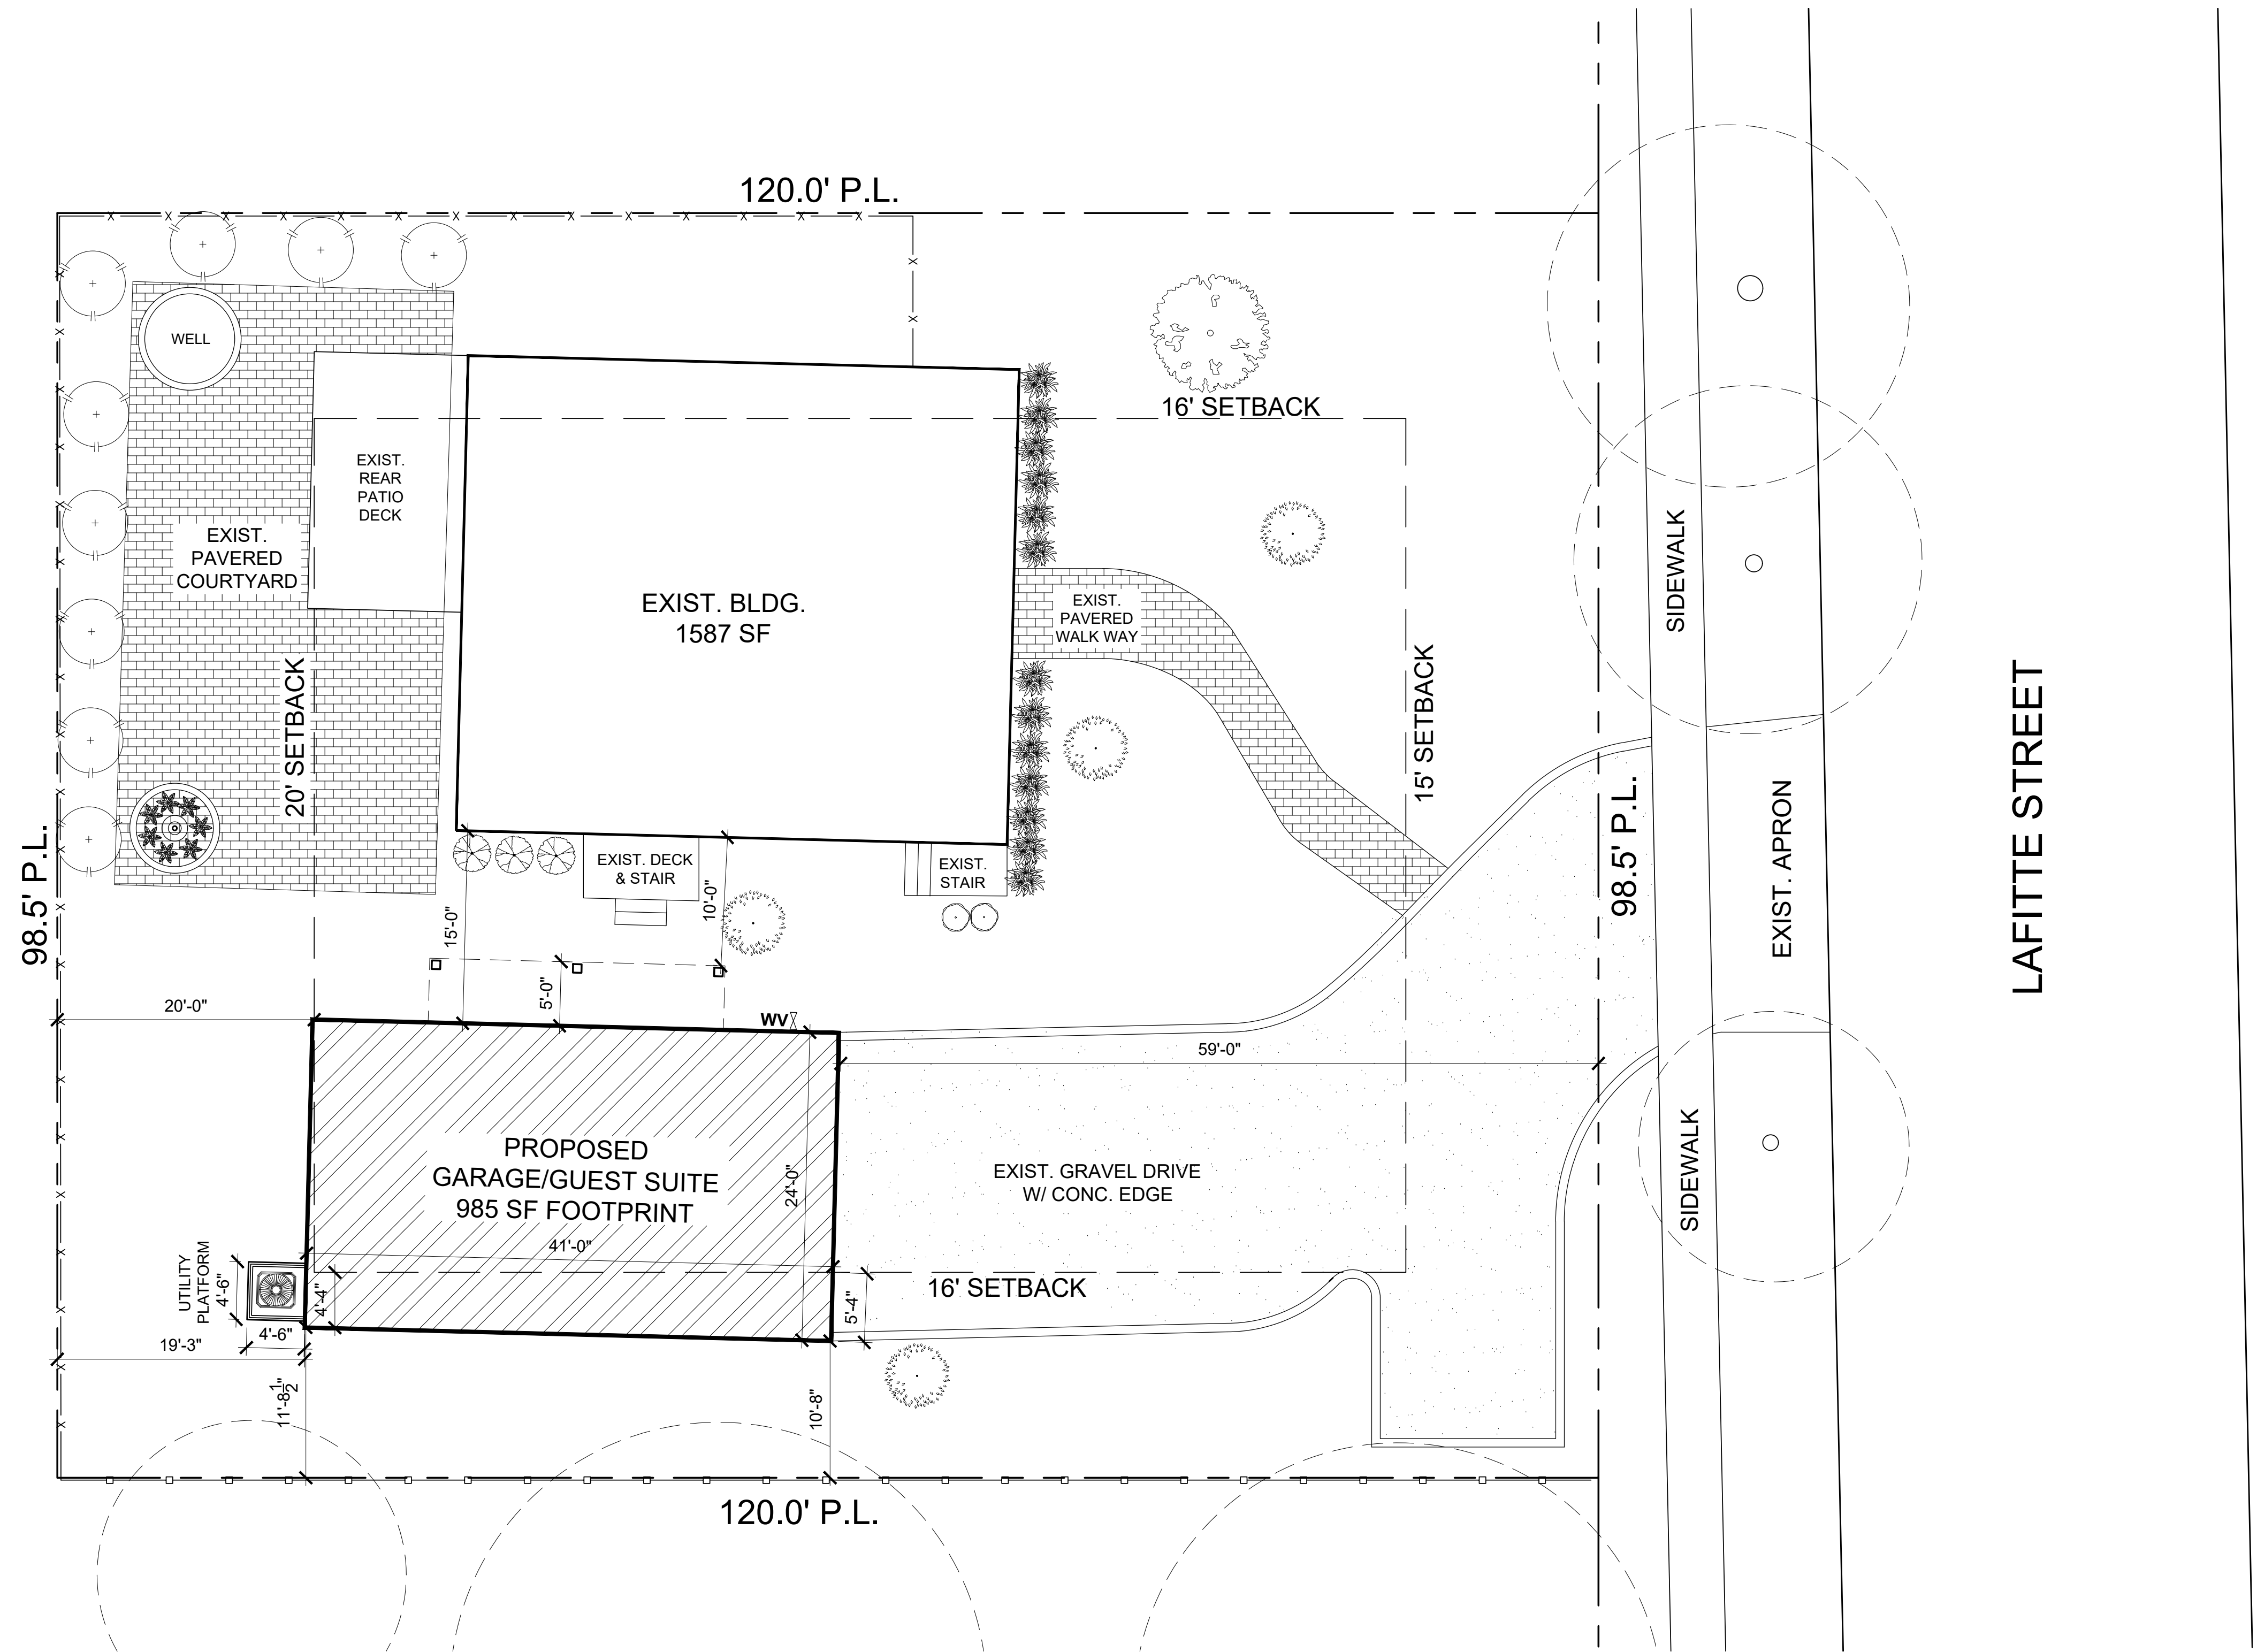 120.0' P.L.
WELL
16' SETBACK
EXIST.
REAR
PATIO
DECK
EXIST.
PAVERED
COURTYARD
EXIST. BLDG.
1587 SF
EXIST.
PAVERED
WALK WAY
SIDEWALK
20' SETBACK
15' SETBACK
98.5' P.L.
98.5' P.L.
EXIST. APRON
LAFITTE STREET
EXIST. DECK
& STAIR
EXIST.
STAIR
15'-0"
10'-0"
5'-0"
20'-0"
WV
59'-0"
PROPOSED
GARAGE/GUEST SUITE
985 SF FOOTPRINT
24'-0"
41'-0"
EXIST. GRAVEL DRIVE
W/ CONC. EDGE
SIDEWALK
UTILITY
PLATFORM
4'-6"
4'-4"
16' SETBACK
5'-4"
4'-6"
19'-3"
11'-8 1/2"
10'-8"
120.0' P.L.